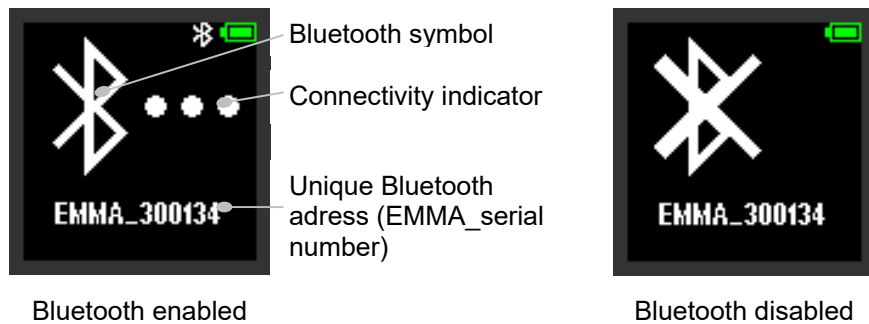 Bluetooth symbol
Connectivity indicator
Unique Bluetooth
adress (EMMA_serial
number)
EMMA_300134
EMMA_300134
Bluetooth enabled
Bluetooth disabled